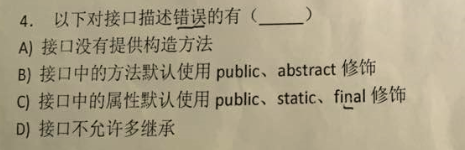 4. 以下对接口描述错误的有（_____）
A) 接口没有提供构造方法
B) 接口中的方法默认使用 public、abstract 修饰
C) 接口中的属性默认使用 public、static、final 修饰
D) 接口不允许多继承